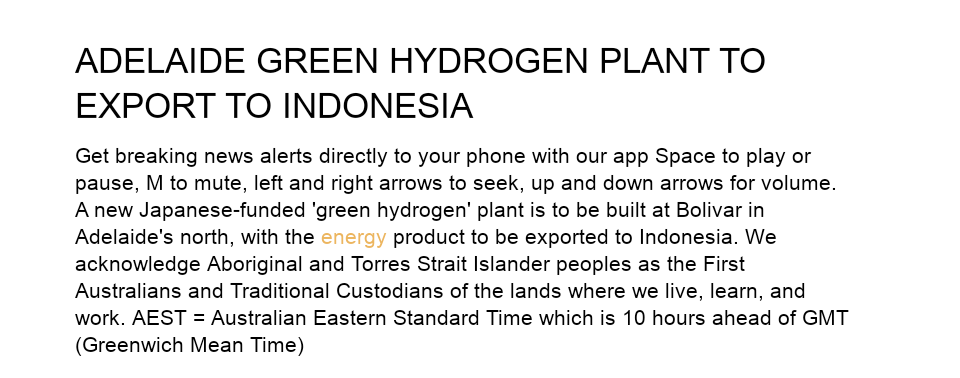 ADELAIDE GREEN HYDROGEN PLANT TO
EXPORT TO INDONESIA
Get breaking news alerts directly to your phone with our app Space to play or
pause, M to mute, left and right arrows to seek, up and down arrows for volume.
A new Japanese-funded 'green hydrogen' plant is to be built at Bolivar in
Adelaide's north, with the energy product to be exported to Indonesia. We
acknowledge Aboriginal and Torres Strait Islander peoples as the First
Australians and Traditional Custodians of the lands where we live, learn, and
work. AEST = Australian Eastern Standard Time which is 10 hours ahead of GMT
(Greenwich Mean Time)